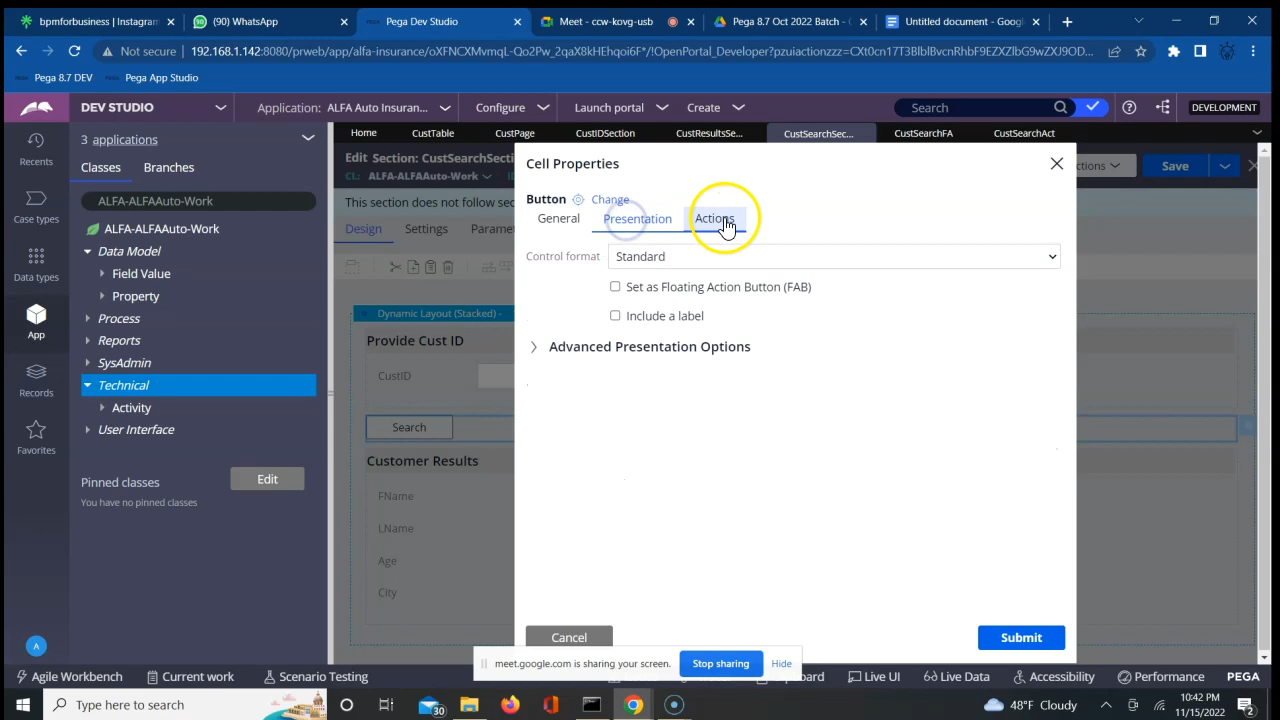 bpmforbusiness | Instagram
(90) WhatsApp
Pega Dev Studio
Meet - ccw-kovg-usb
Pega 8.7 Oct 2022 Batch -
Untitled document - Googl
Not secure | 192.168.1.142:8080/prweb/app/alfa-insurance/
Pega 8.7 DEV
Pega App Studio
DEV STUDIO
Application: ALFA Auto Insuran...
Configure
Launch portal
Create
Search
DEVELOPMENT
Recents
Case types
Data types
App
Records
Favorites
A
3 applications
Classes
Branches
ALFA-ALFAAuto-Work
ALFA-ALFAAuto-Work
Data Model
Field Value
Property
Process
Reports
SysAdmin
Technical
Activity
User Interface
Pinned classes
Edit
You have no pinned classes
Home
CustTable
CustPage
CustIDSection
CustResultsSe...
CustSearchSec...
CustSearchFA
CustSearchAct
Edit Section: CustSearchSecti
CL: ALFA-ALFAAuto-Work
ctions
Save
This section does not follow sec
Design
Settings
Paramet
Dynamic Layout (Stacked) -
Provide Cust ID
CustID
Search
Customer Results
FName
LName
Age
City
Cell Properties
Button
Change
General
Presentation
Actions
Control format
Standard
Set as Floating Action Button (FAB)
Include a label
Advanced Presentation Options
Cancel
Submit
meet.google.com is sharing your screen.
Stop sharing
Hide
Agile Workbench
Current work
Scenario Testing
Clipboard
Live UI
Live Data
Accessibility
Performance
PEGA
Type here to search
30
48°F Cloudy
10:42 PM
11/15/2022
2